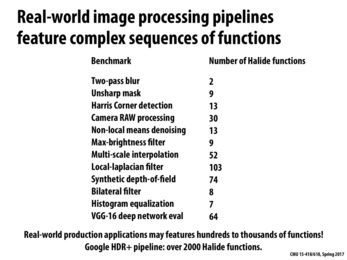 Real-world image processing pipelines
feature complex sequences of functions
Benchmark Number of Halide functions
Two-pass blur 2
Unsharp mask 9
Harris Corner detection 13
Camera RAW processing 30
Non-local means denoising 13
Max-brightness filter 9
Multi-scale interpolation 52
Local-laplacian filter 103
Synthetic depth-of-field 74
Bilateral filter 8
Histogram equalization 7
VGG-16 deep network eval 64
Real-world production applications may features hundreds to thousands of functions!
Google HDR+ pipeline: over 2000 Halide functions.
CMU 15-418/618, Spring 2017